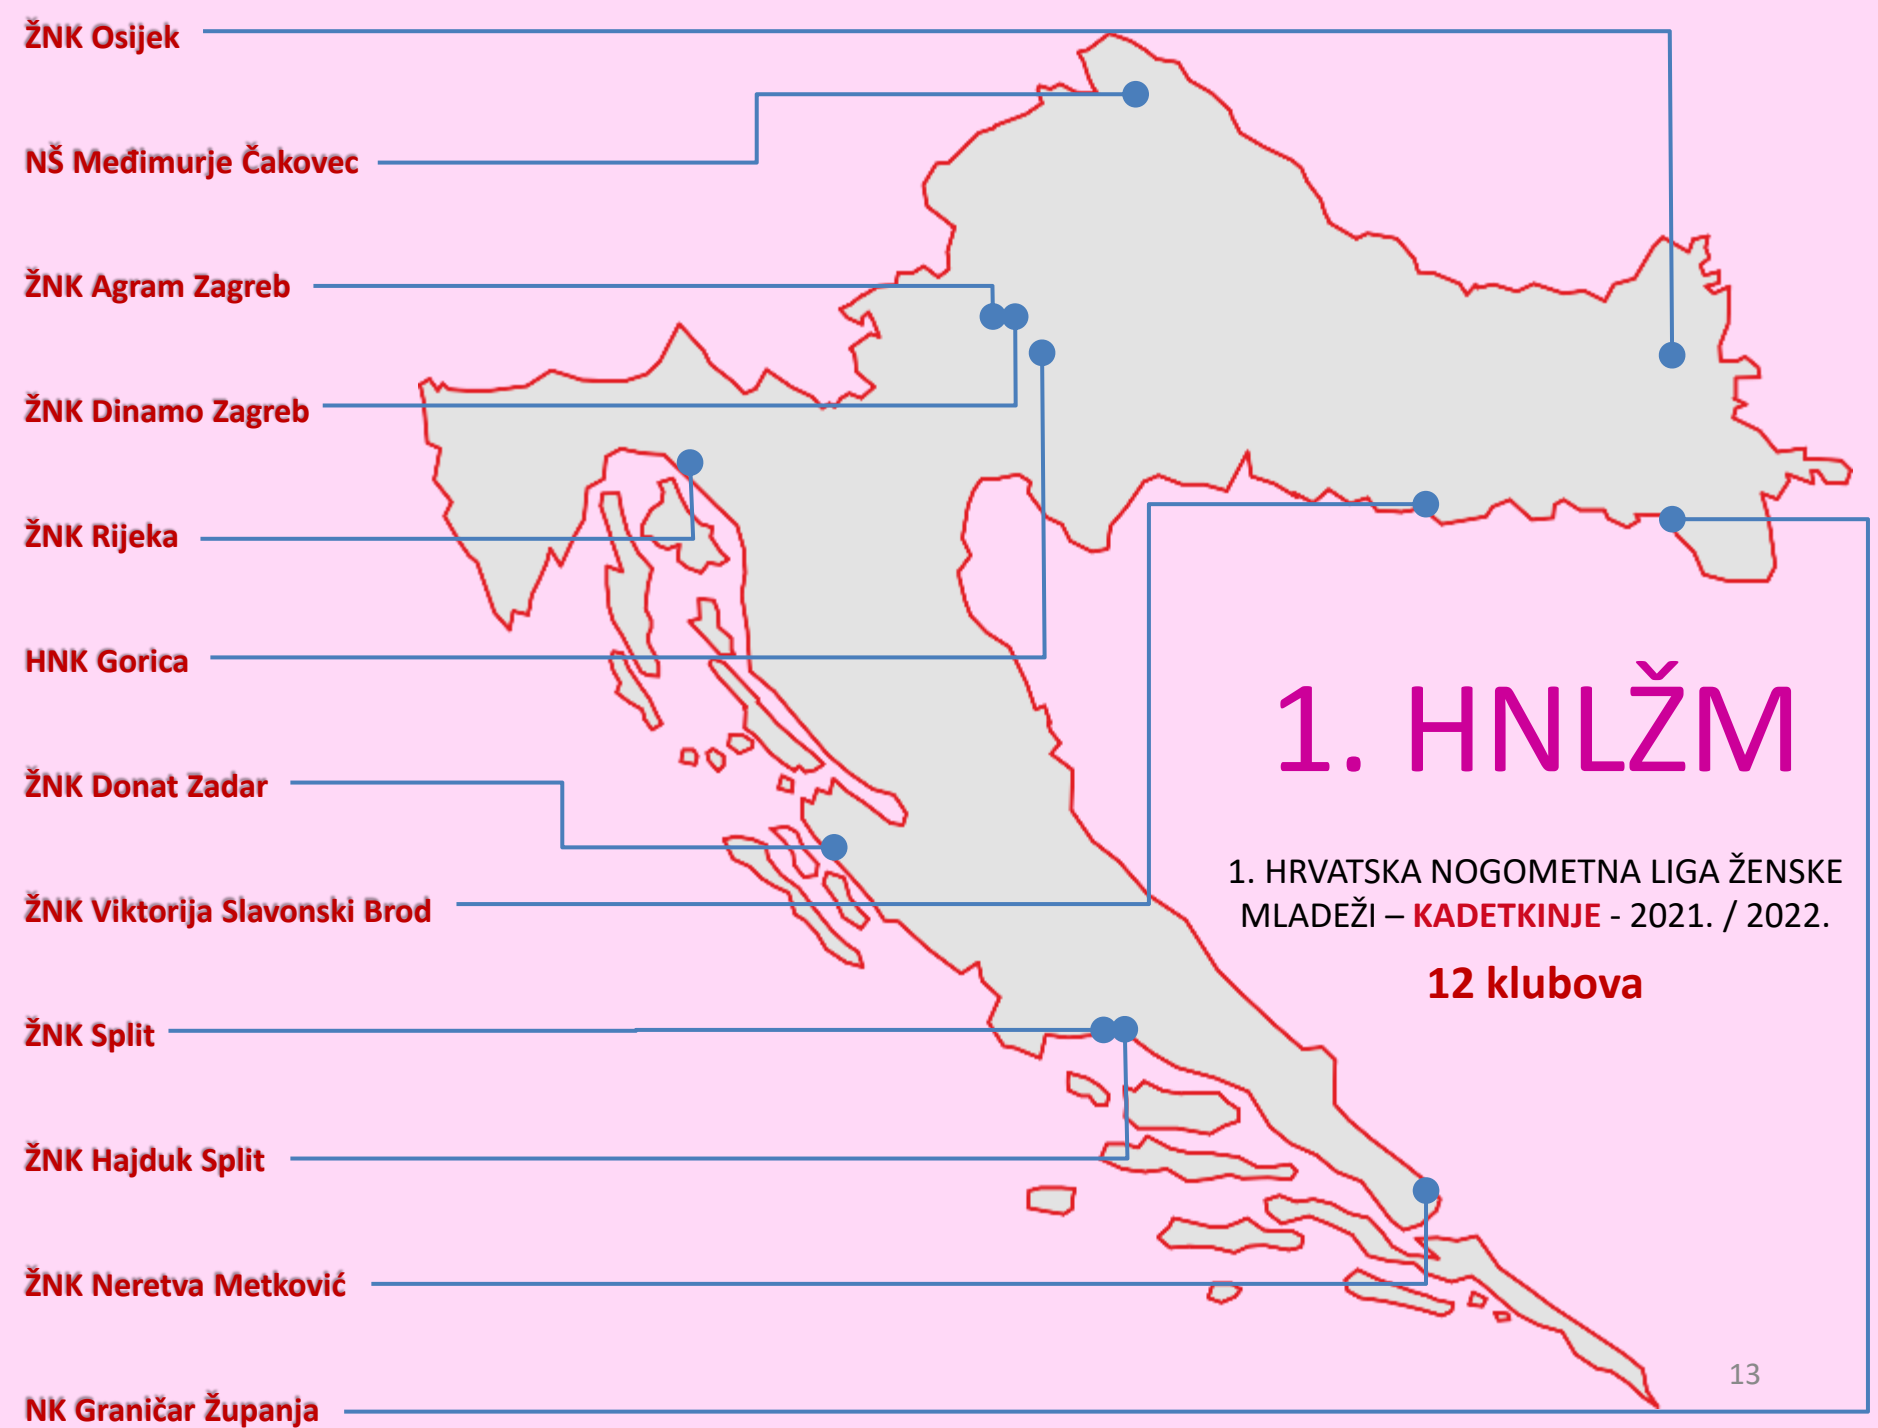 ŽNK Osijek
NŠ Međimurje Čakovec
ŽNK Agram Zagreb
ŽNK Dinamo Zagreb
ŽNK Rijeka
HNK Gorica
ŽNK Donat Zadar
ŽNK Viktorija Slavonski Brod
ŽNK Split
ŽNK Hajduk Split
ŽNK Neretva Metković
NK Graničar Županja
1. HNLŽM
1. HRVATSKA NOGOMETNA LIGA ŽENSKE
MLADEŽI – KADETKINJE - 2021. / 2022.
12 klubova
13